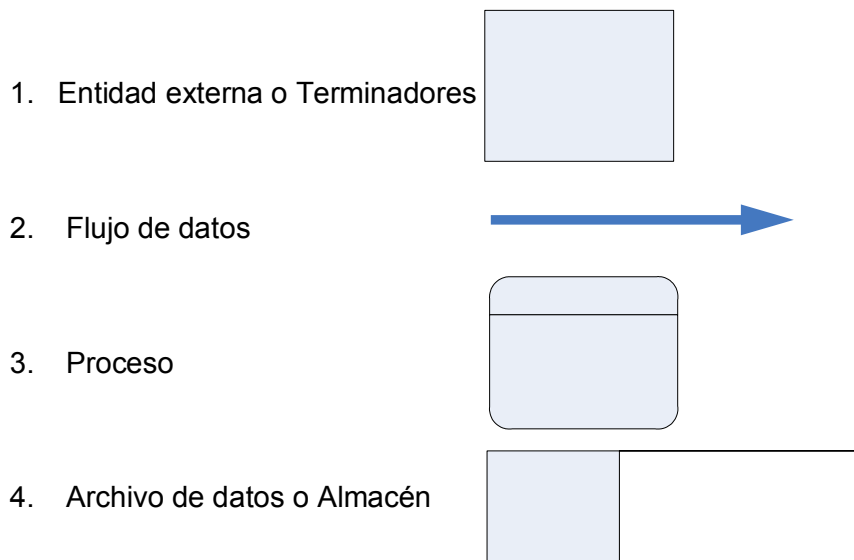 1. Entidad externa o Terminadores
2. Flujo de datos
3. Proceso
4. Archivo de datos o Almacén